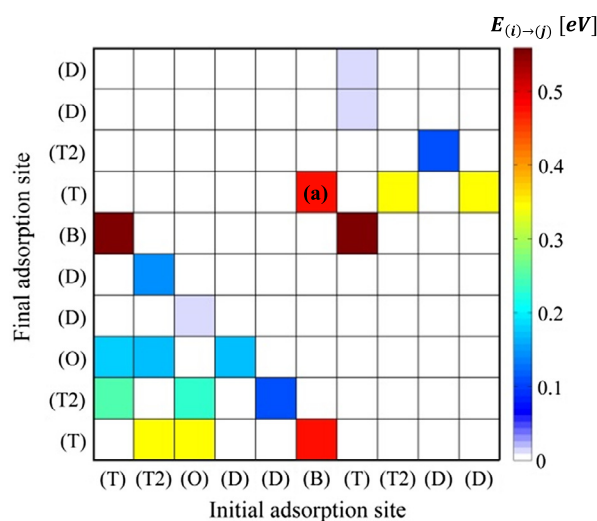 E(i)→(j) [eV]
(D)
(D)
(T2)
(T)
(B)
(D)
(D)
(O)
(T2)
(T)
Final adsorption site
(a)
0.5
0.4
0.3
0.2
0.1
0
(T) (T2) (O) (D) (D) (B) (T) (T2) (D) (D)
Initial adsorption site